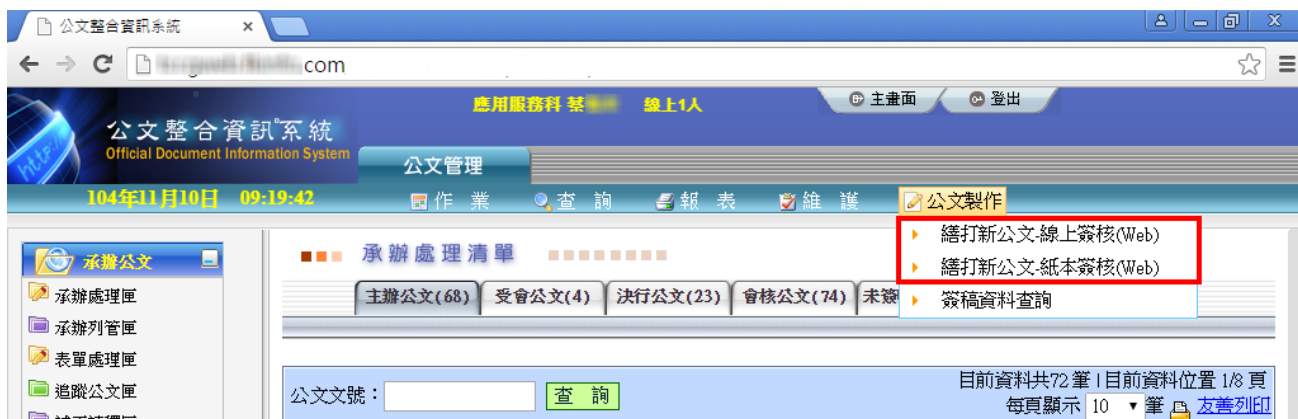 公文整合資訊系統
com
應用服務科 蔡 線上1人
主畫面
登出
公文整合資訊系統
Official Document Information System
公文管理
104年11月10日 09:19:42
作業
查詢
報表
維護
公文製作
繕打新公文-線上簽核(Web)
繕打新公文-紙本簽核(Web)
簽稿資料查詢
承辦公文
承辦處理清單
承辦處理匣
主辦公文(68)
受會公文(4)
決行公文(23)
會核公文(74)
未簽
承辦列管匣
表單處理匣
追蹤公文匣
公文文號：
查詢
目前資料共72筆 | 目前資料位置 1/8 頁
每頁顯示 10 筆 友善列印